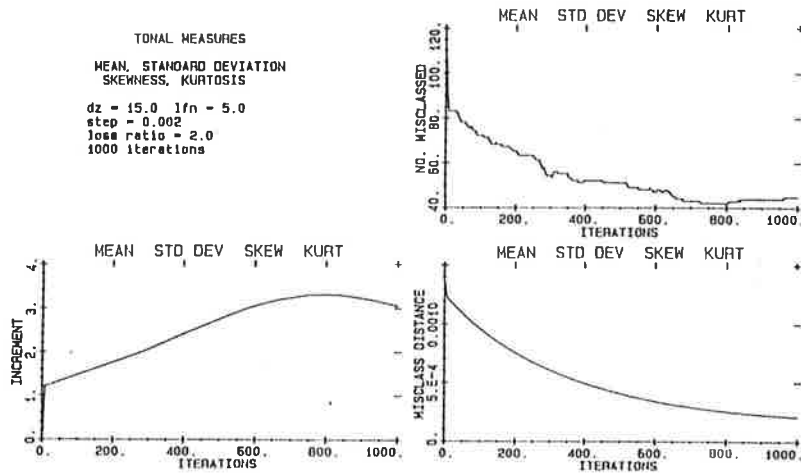 TONAL MEASURES
MEAN, STANDARD DEVIATION
SKEWNESS, KURTOSIS
dz = 15.0 lfn = 5.0
step = 0.002
loss ratio = 2.0
1000 iterations
MEAN STD DEV SKEW KURT
NO. MISCLASSED
120.
100.
80.
60.
40.
0. 200. 400. 600. 800. 1000.
ITERATIONS
MEAN STD DEV SKEW KURT
INCREMENT
4.
3.
2.
1.
0.
0. 200. 400. 600. 800. 1000.
ITERATIONS
MEAN STD DEV SKEW KURT
MISCLASS DISTANCE
0.0010
5.E-4
0.
0. 200. 400. 600. 800. 1000.
ITERATIONS